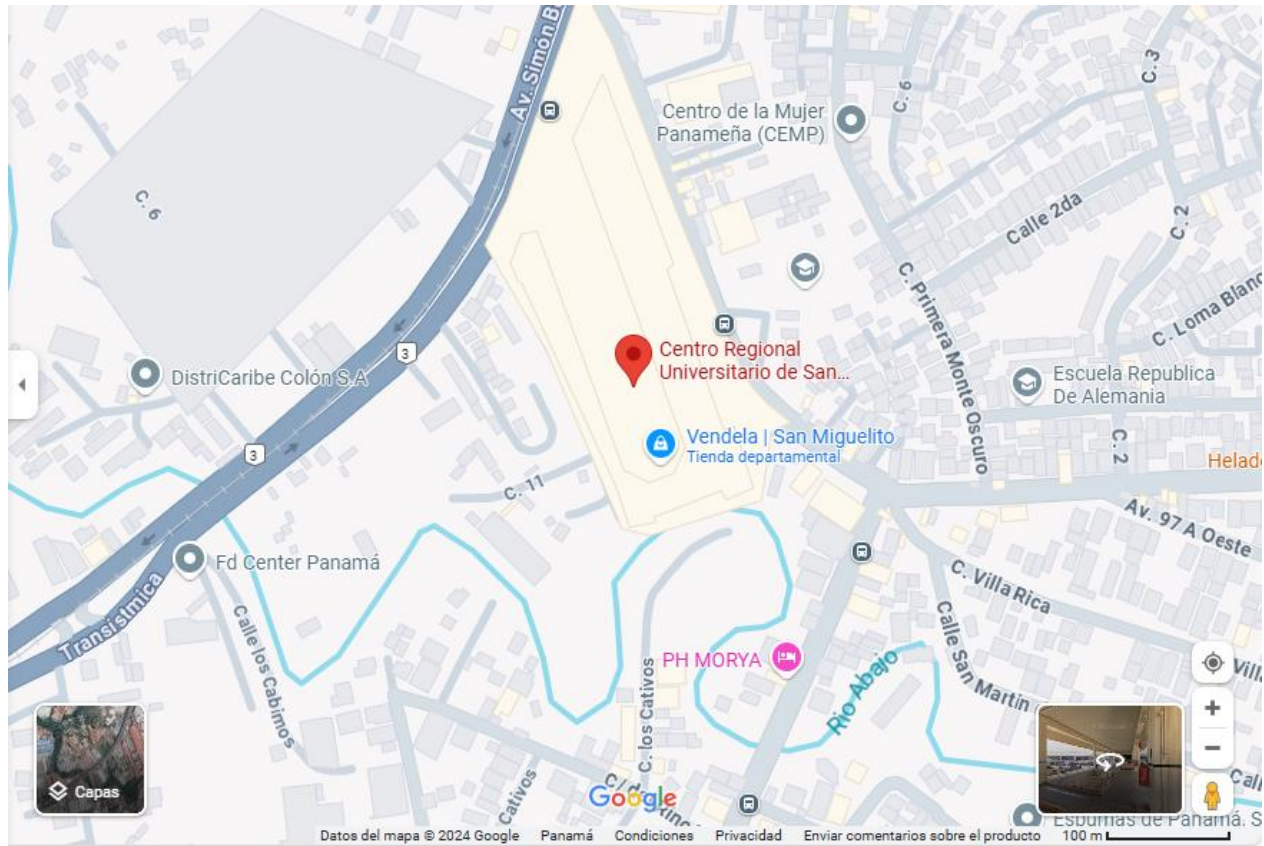 Av. Simón B.
C. 3
C. 6
Centro de la Mujer
Panameña (CEMP)
C. 6
Calle 2da
C. 2
C. Loma Blanc
C. Primera Monte Oscuro
3
DistriCaribe Colón S.A
Centro Regional
Universitario de San...
Escuela Republica
De Alemania
Vendela | San Miguelito
Tienda departamental
C. 2
3
Helad
C. 11
Av. 97 A Oeste
Fd Center Panamá
C. Villa Rica
Transístmica
Calle los Cabimos
Calle San Martín
PH MORYA
Rio Abajo
C. los Cativos
Cativos
Capas
Google
Espumas de Panamá. S
Datos del mapa © 2024 Google Panamá Condiciones Privacidad Enviar comentarios sobre el producto 100 m